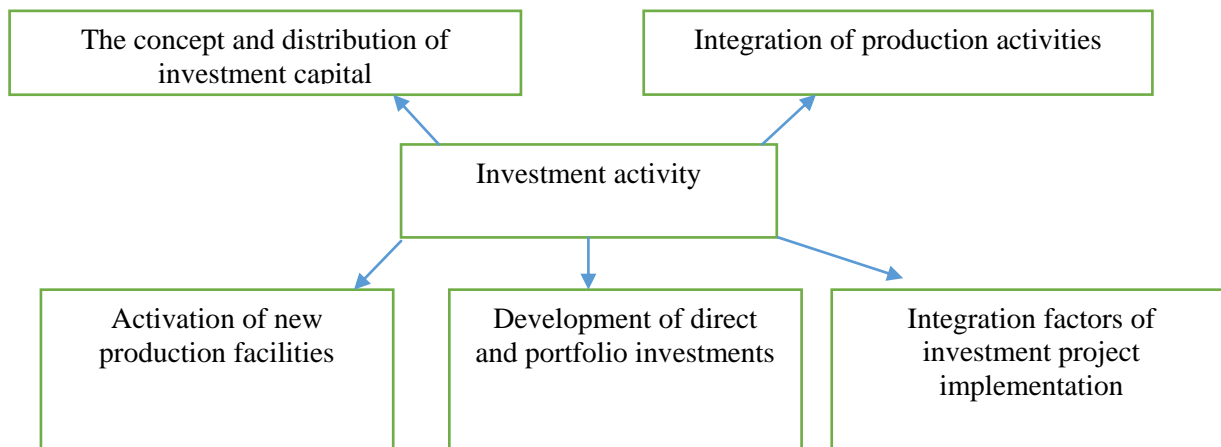 The concept and distribution of
investment capital
Integration of production activities
Investment activity
Activation of new
production facilities
Development of direct
and portfolio investments
Integration factors of
investment project
implementation